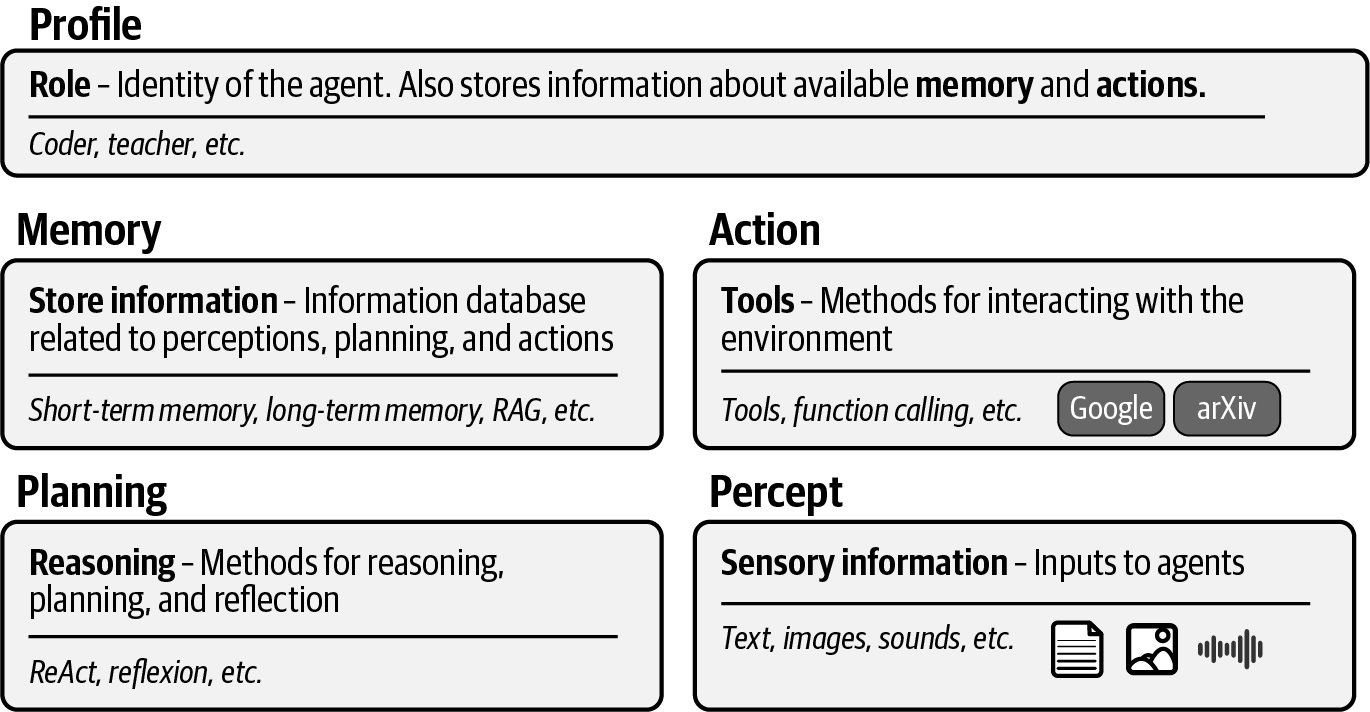 Profile
Role – Identity of the agent. Also stores information about available memory and actions.
Coder, teacher, etc.
Memory
Store information – Information database
related to perceptions, planning, and actions
Short-term memory, long-term memory, RAG, etc.
Action
Tools – Methods for interacting with the
environment
Tools, function calling, etc. Google arXiv
Planning
Reasoning – Methods for reasoning,
planning, and reflection
ReAct, reflexion, etc.
Percept
Sensory information – Inputs to agents
Text, images, sounds, etc.